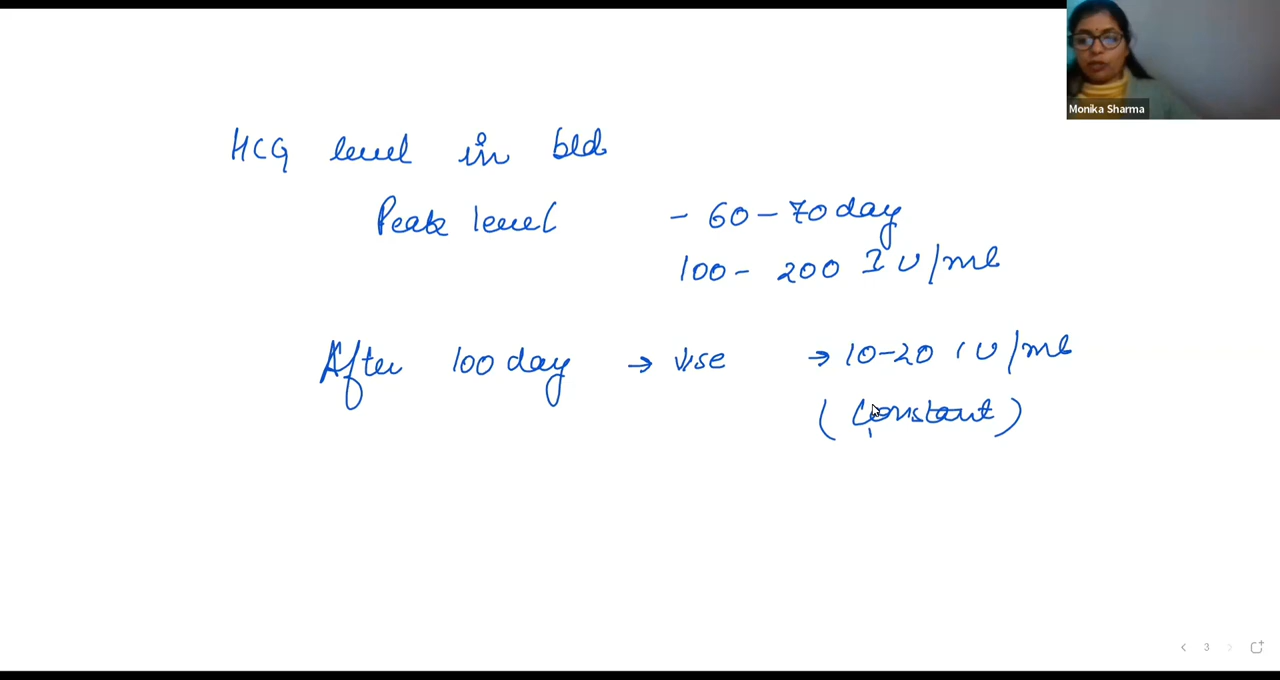 Monika Sharma
HCG level in bld
Peak level - 60-70 day
100 - 200 IU/ml
After 100 day → → 10-20 IU/ml
(Constant)
3